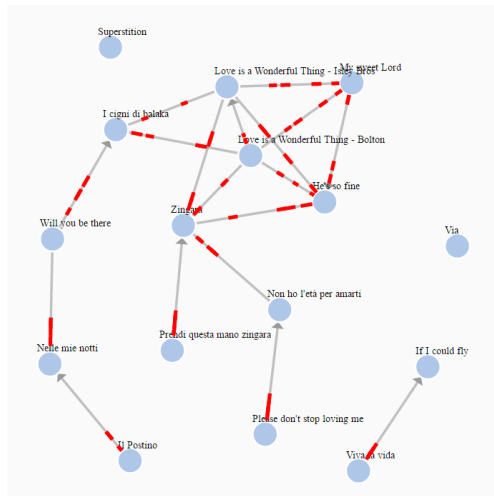 Superstition
My sweet Lord
Love is a Wonderful Thing - Isley Bros
I cigni di balaka
Love is a Wonderful Thing - Bolton
He's so fine
Zingara
Will you be there
Via
Non ho l'età per amarti
Prendi questa mano zingara
Nelle mie notti
If I could fly
Please don't stop loving me
Il Postino
Viva la vida